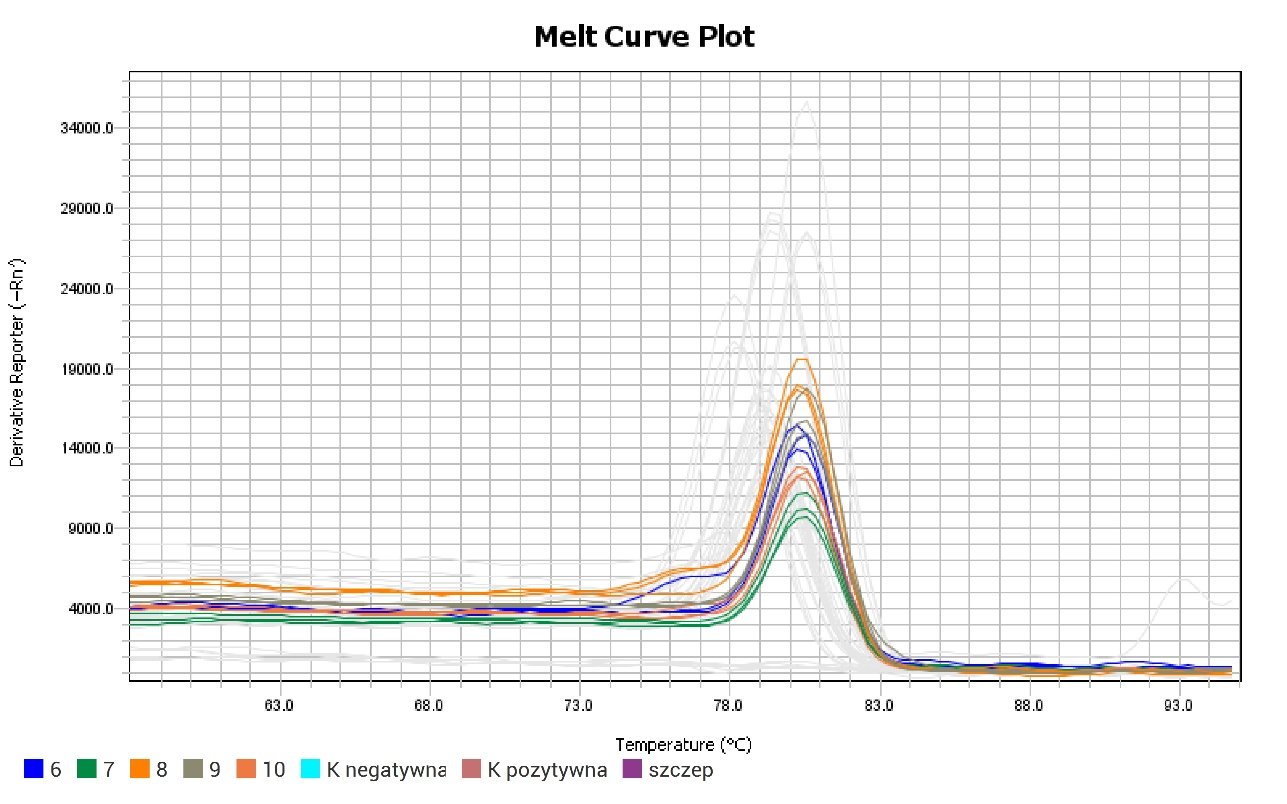 Melt Curve Plot
Derivative Reporter (−Rn')
34000.0
29000.0
24000.0
19000.0
14000.0
9000.0
4000.0
63.0 68.0 73.0 78.0 83.0 88.0 93.0
Temperature (°C)
6 7 8 9 10 K negatywna K pozytywna szczep